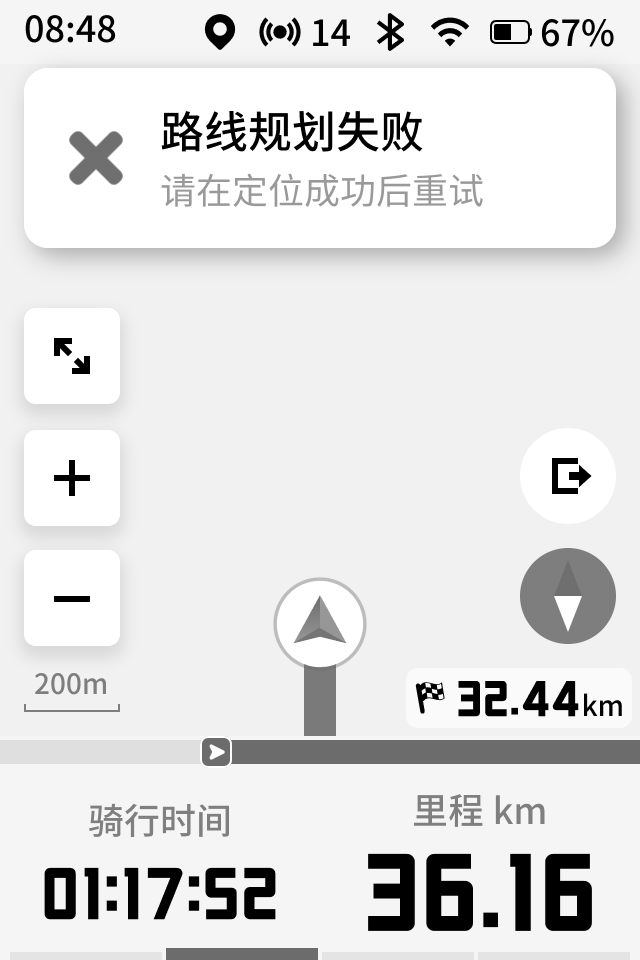 08:48 14 67%
路线规划失败
请在定位成功后重试
200m
32.44km
骑行时间 里程 km
01:17:52 36.16